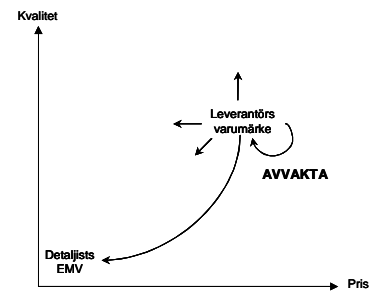 Kvalitet
Leverantörs
varumärke
AVVAKTA
Detaljists
EMV
Pris